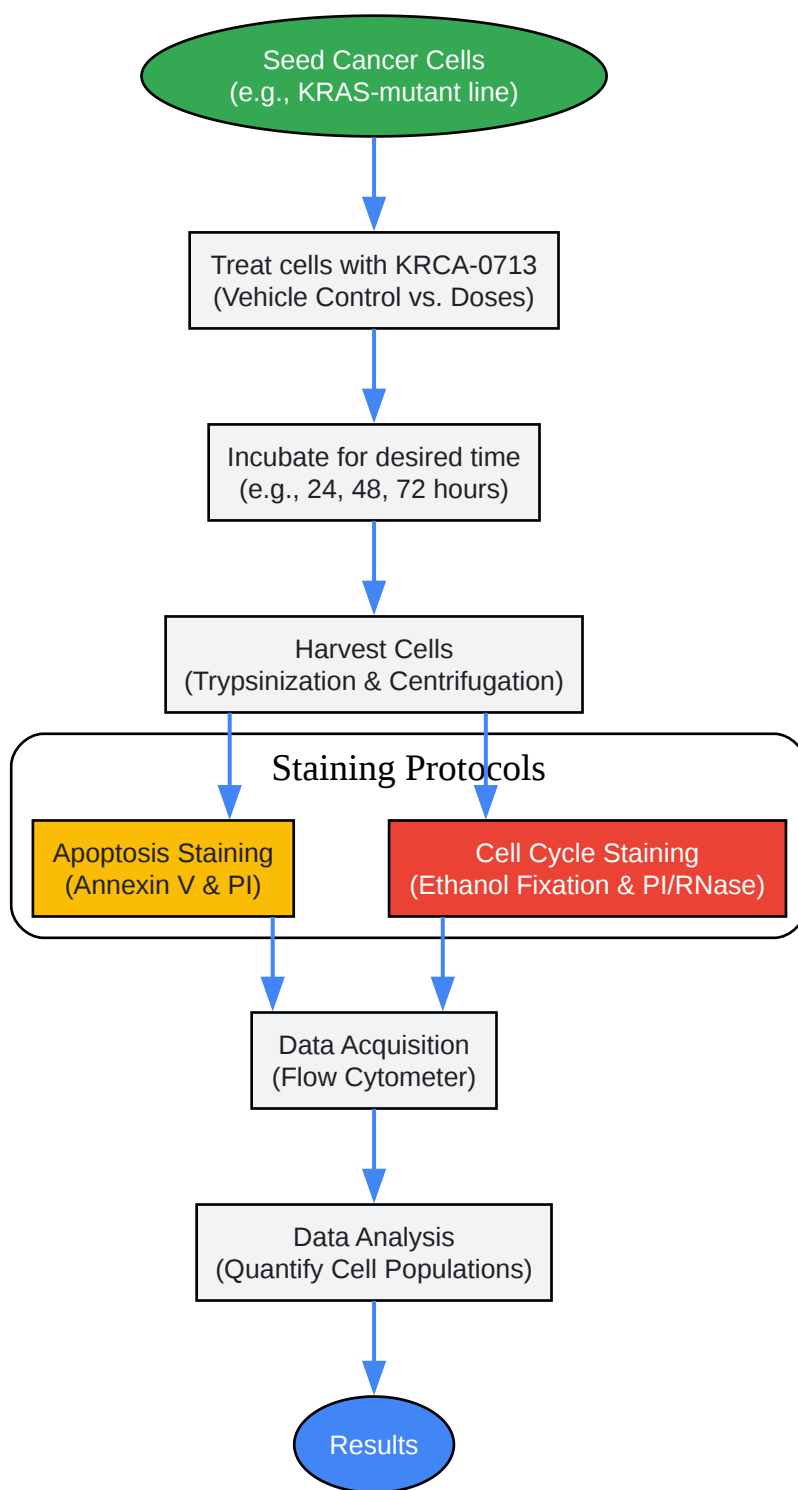 Seed Cancer Cells
(e.g., KRAS-mutant line)
Treat cells with KRCA-0713
(Vehicle Control vs. Doses)
Incubate for desired time
(e.g., 24, 48, 72 hours)
Harvest Cells
(Trypsinization & Centrifugation)
Staining Protocols
Apoptosis Staining
(Annexin V & PI)
Cell Cycle Staining
(Ethanol Fixation & PI/RNase)
Data Acquisition
(Flow Cytometer)
Data Analysis
(Quantify Cell Populations)
Results